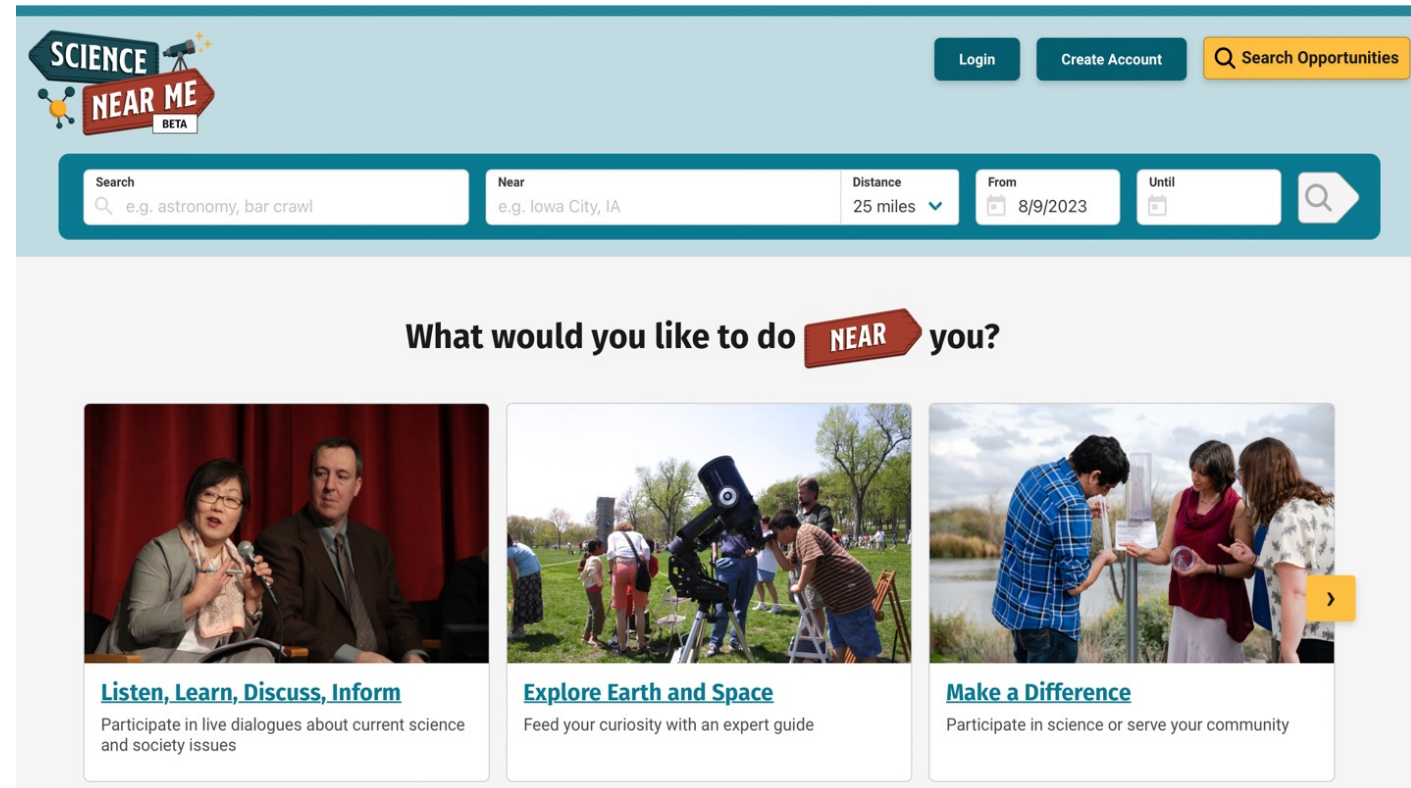 SCIENCE
NEAR ME
BETA
Login
Create Account
Search Opportunities
Search
e.g. astronomy, bar crawl
Near
e.g. Iowa City, IA
Distance
25 miles
From
8/9/2023
Until
What would you like to do NEAR you?
Listen, Learn, Discuss, Inform
Participate in live dialogues about current science
and society issues
Explore Earth and Space
Feed your curiosity with an expert guide
Make a Difference
Participate in science or serve your community